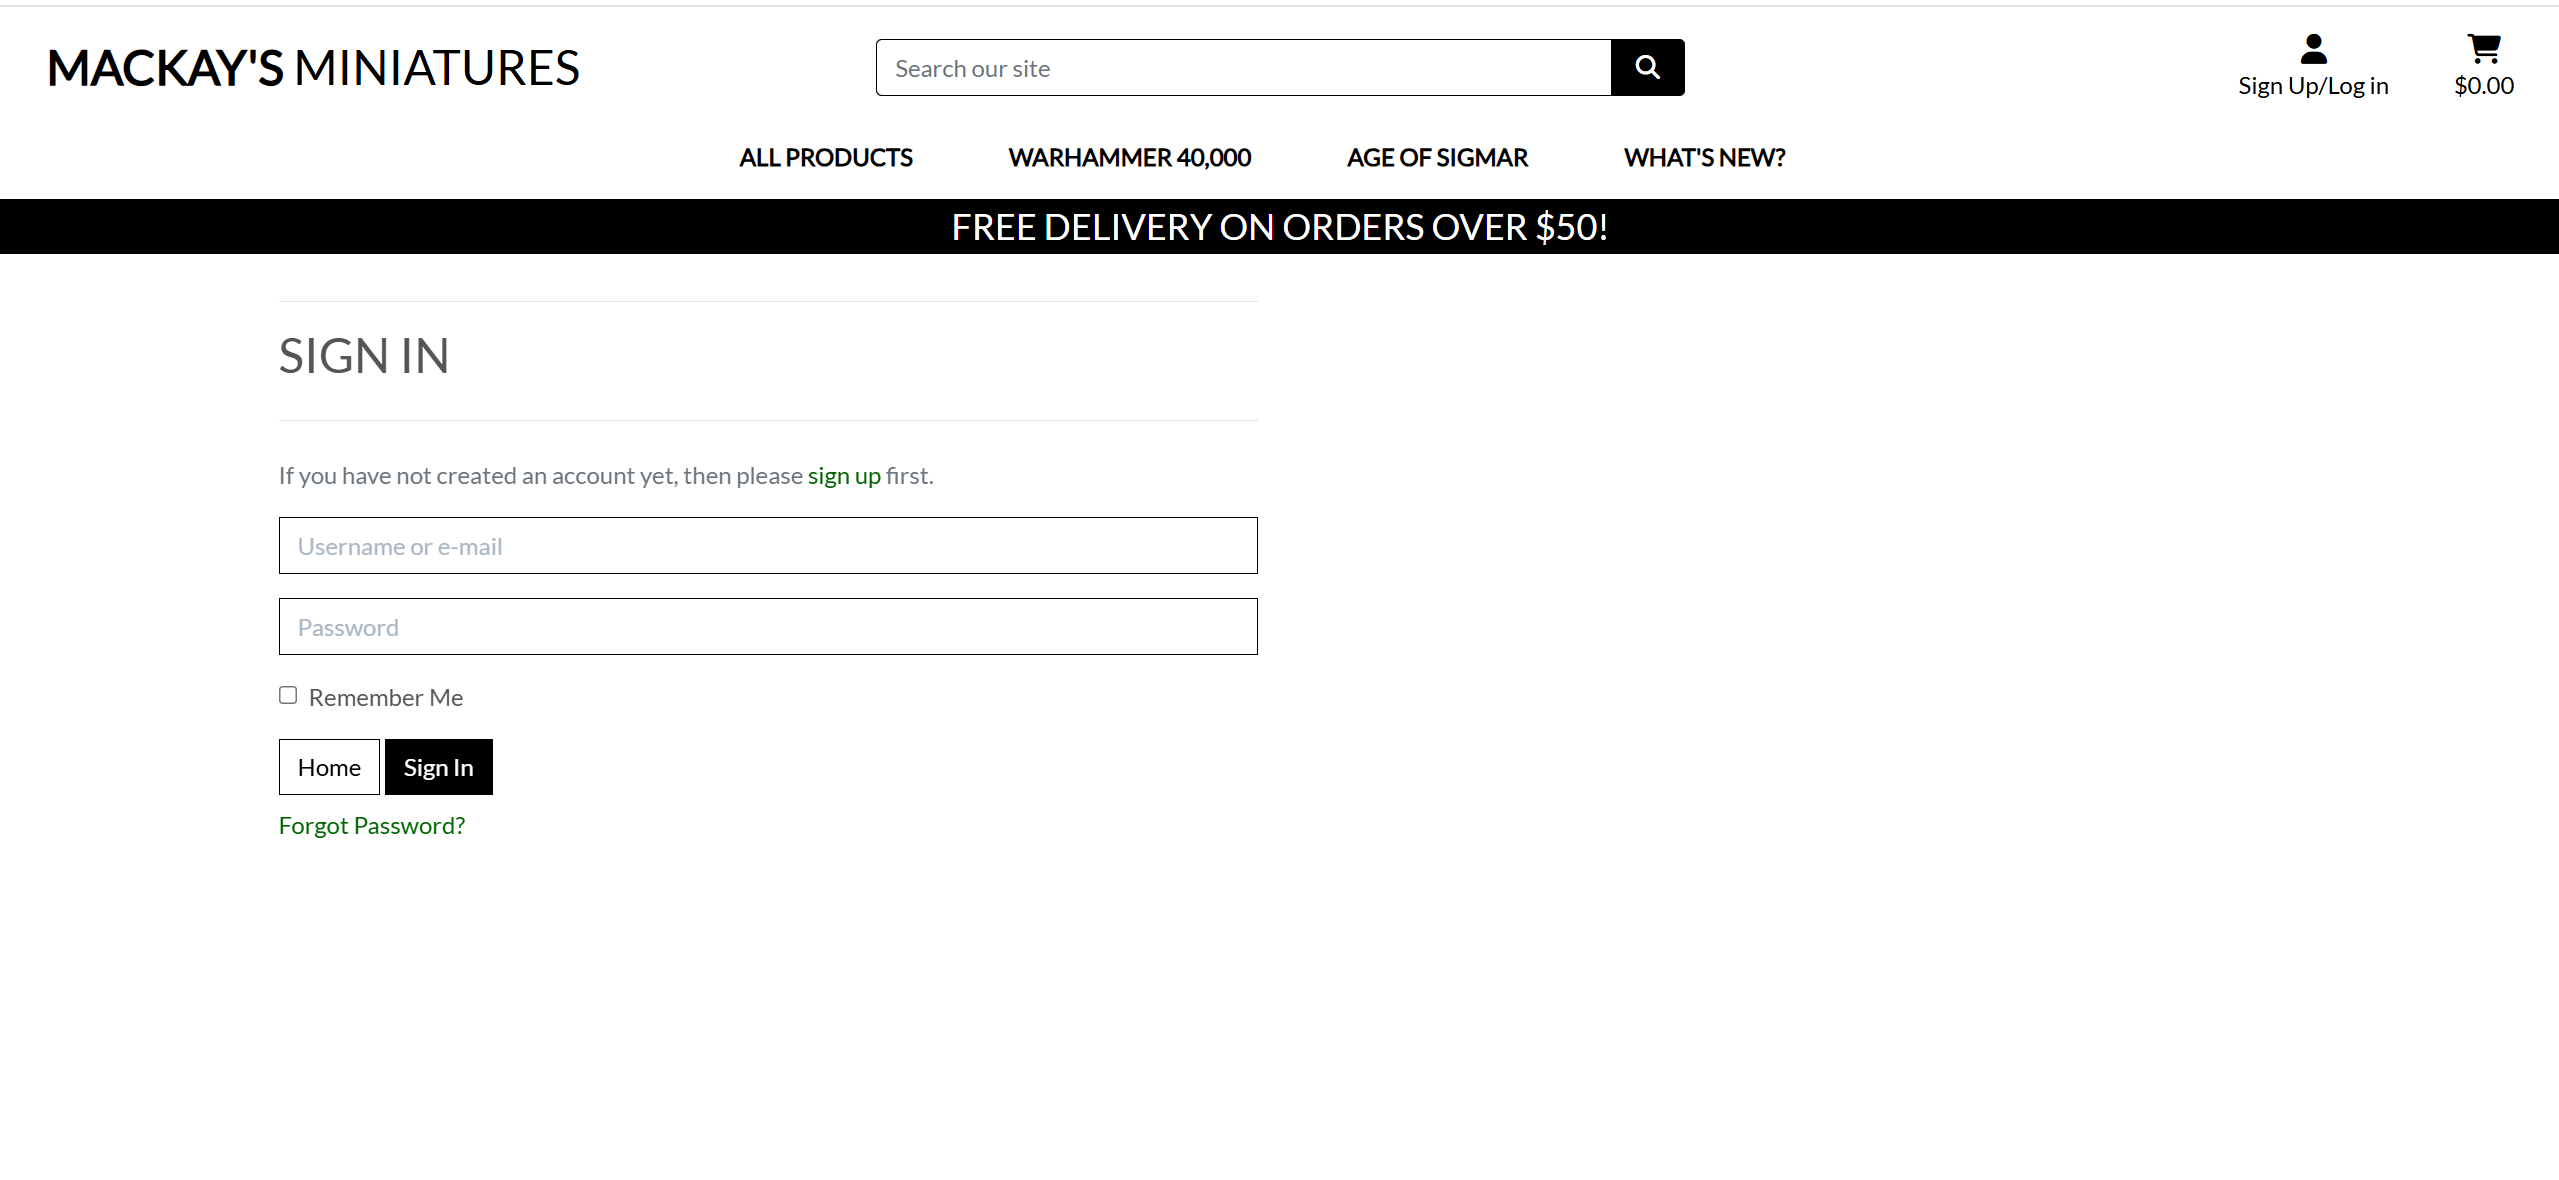 MACKAY'S MINIATURES
Search our site
Sign Up/Log in
$0.00
ALL PRODUCTS
WARHAMMER 40,000
AGE OF SIGMAR
WHAT'S NEW?
FREE DELIVERY ON ORDERS OVER $50!
SIGN IN
If you have not created an account yet, then please sign up first.
Username or e-mail
Password
Remember Me
Home
Sign In
Forgot Password?